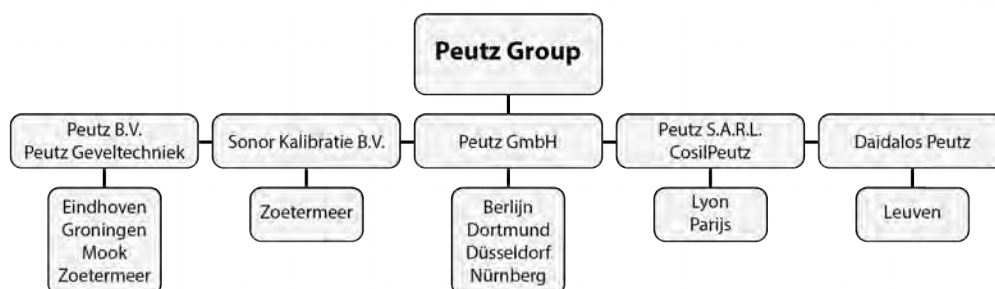 Peutz Group
Peutz B.V.
Peutz Geveltechniek
Sonor Kalibratie B.V.
Peutz GmbH
Peutz S.A.R.L.
CosilPeutz
Daidalos Peutz
Eindhoven
Groningen
Mook
Zoetermeer
Zoetermeer
Berlijn
Dortmund
Düsseldorf
Nürnberg
Lyon
Parijs
Leuven